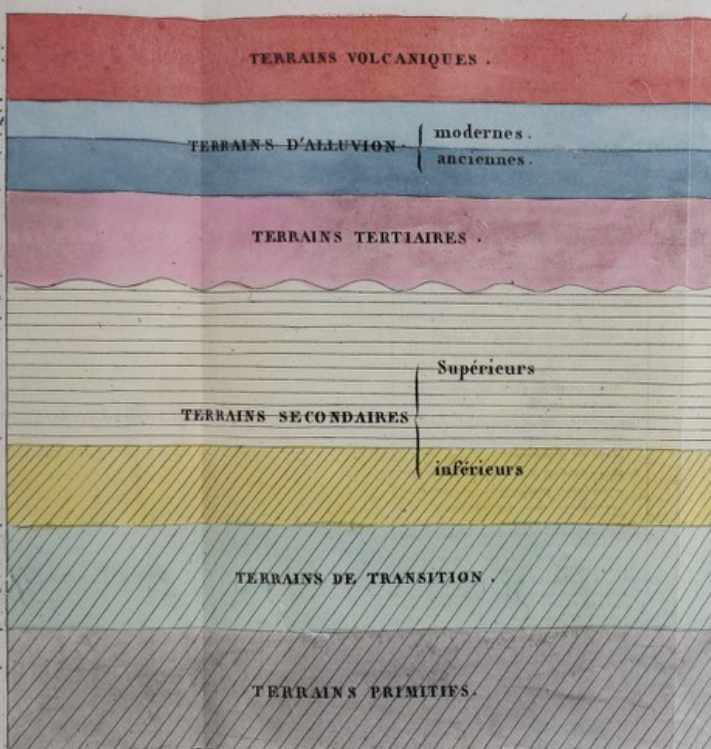 TERRAINS VOLCANIQUES .
TERRAINS D'ALLUVION . { modernes .
anciennes .
TERRAINS TERTIAIRES .
Supérieurs
TERRAINS SECONDAIRES {
inférieurs
TERRAINS DE TRANSITION .
TERRAINS PRIMITIFS .